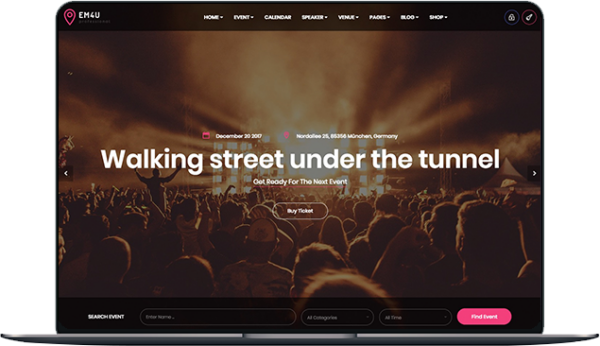 EM4U
HOME EVENT CALENDAR SPEAKER VENUE PAGES BLOG SHOP
December 20 2017 Nordallee 25, 85356 München, Germany
Walking street under the tunnel
Get Ready For The Next Event
Buy Ticket
SEARCH EVENT Enter Name... All Categories All Time Find Event